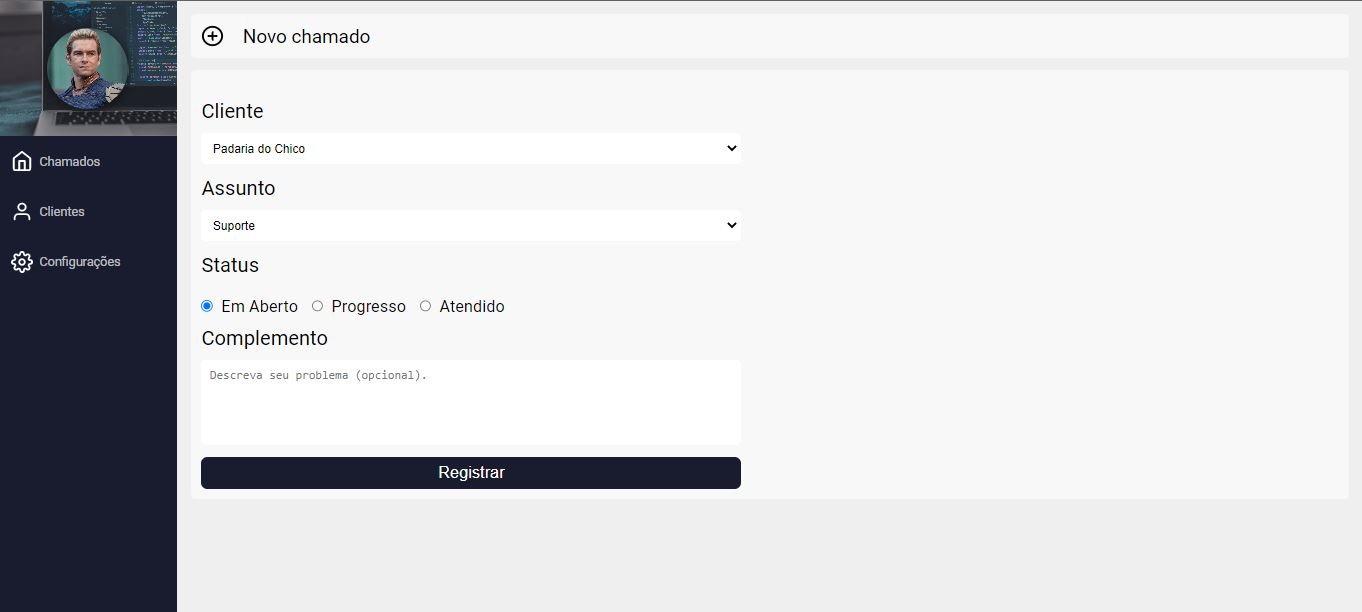 Novo chamado
Chamados
Clientes
Configurações
Cliente
Padaria do Chico
Assunto
Suporte
Status
Em Aberto Progresso Atendido
Complemento
Descreva seu problema (opcional).
Registrar